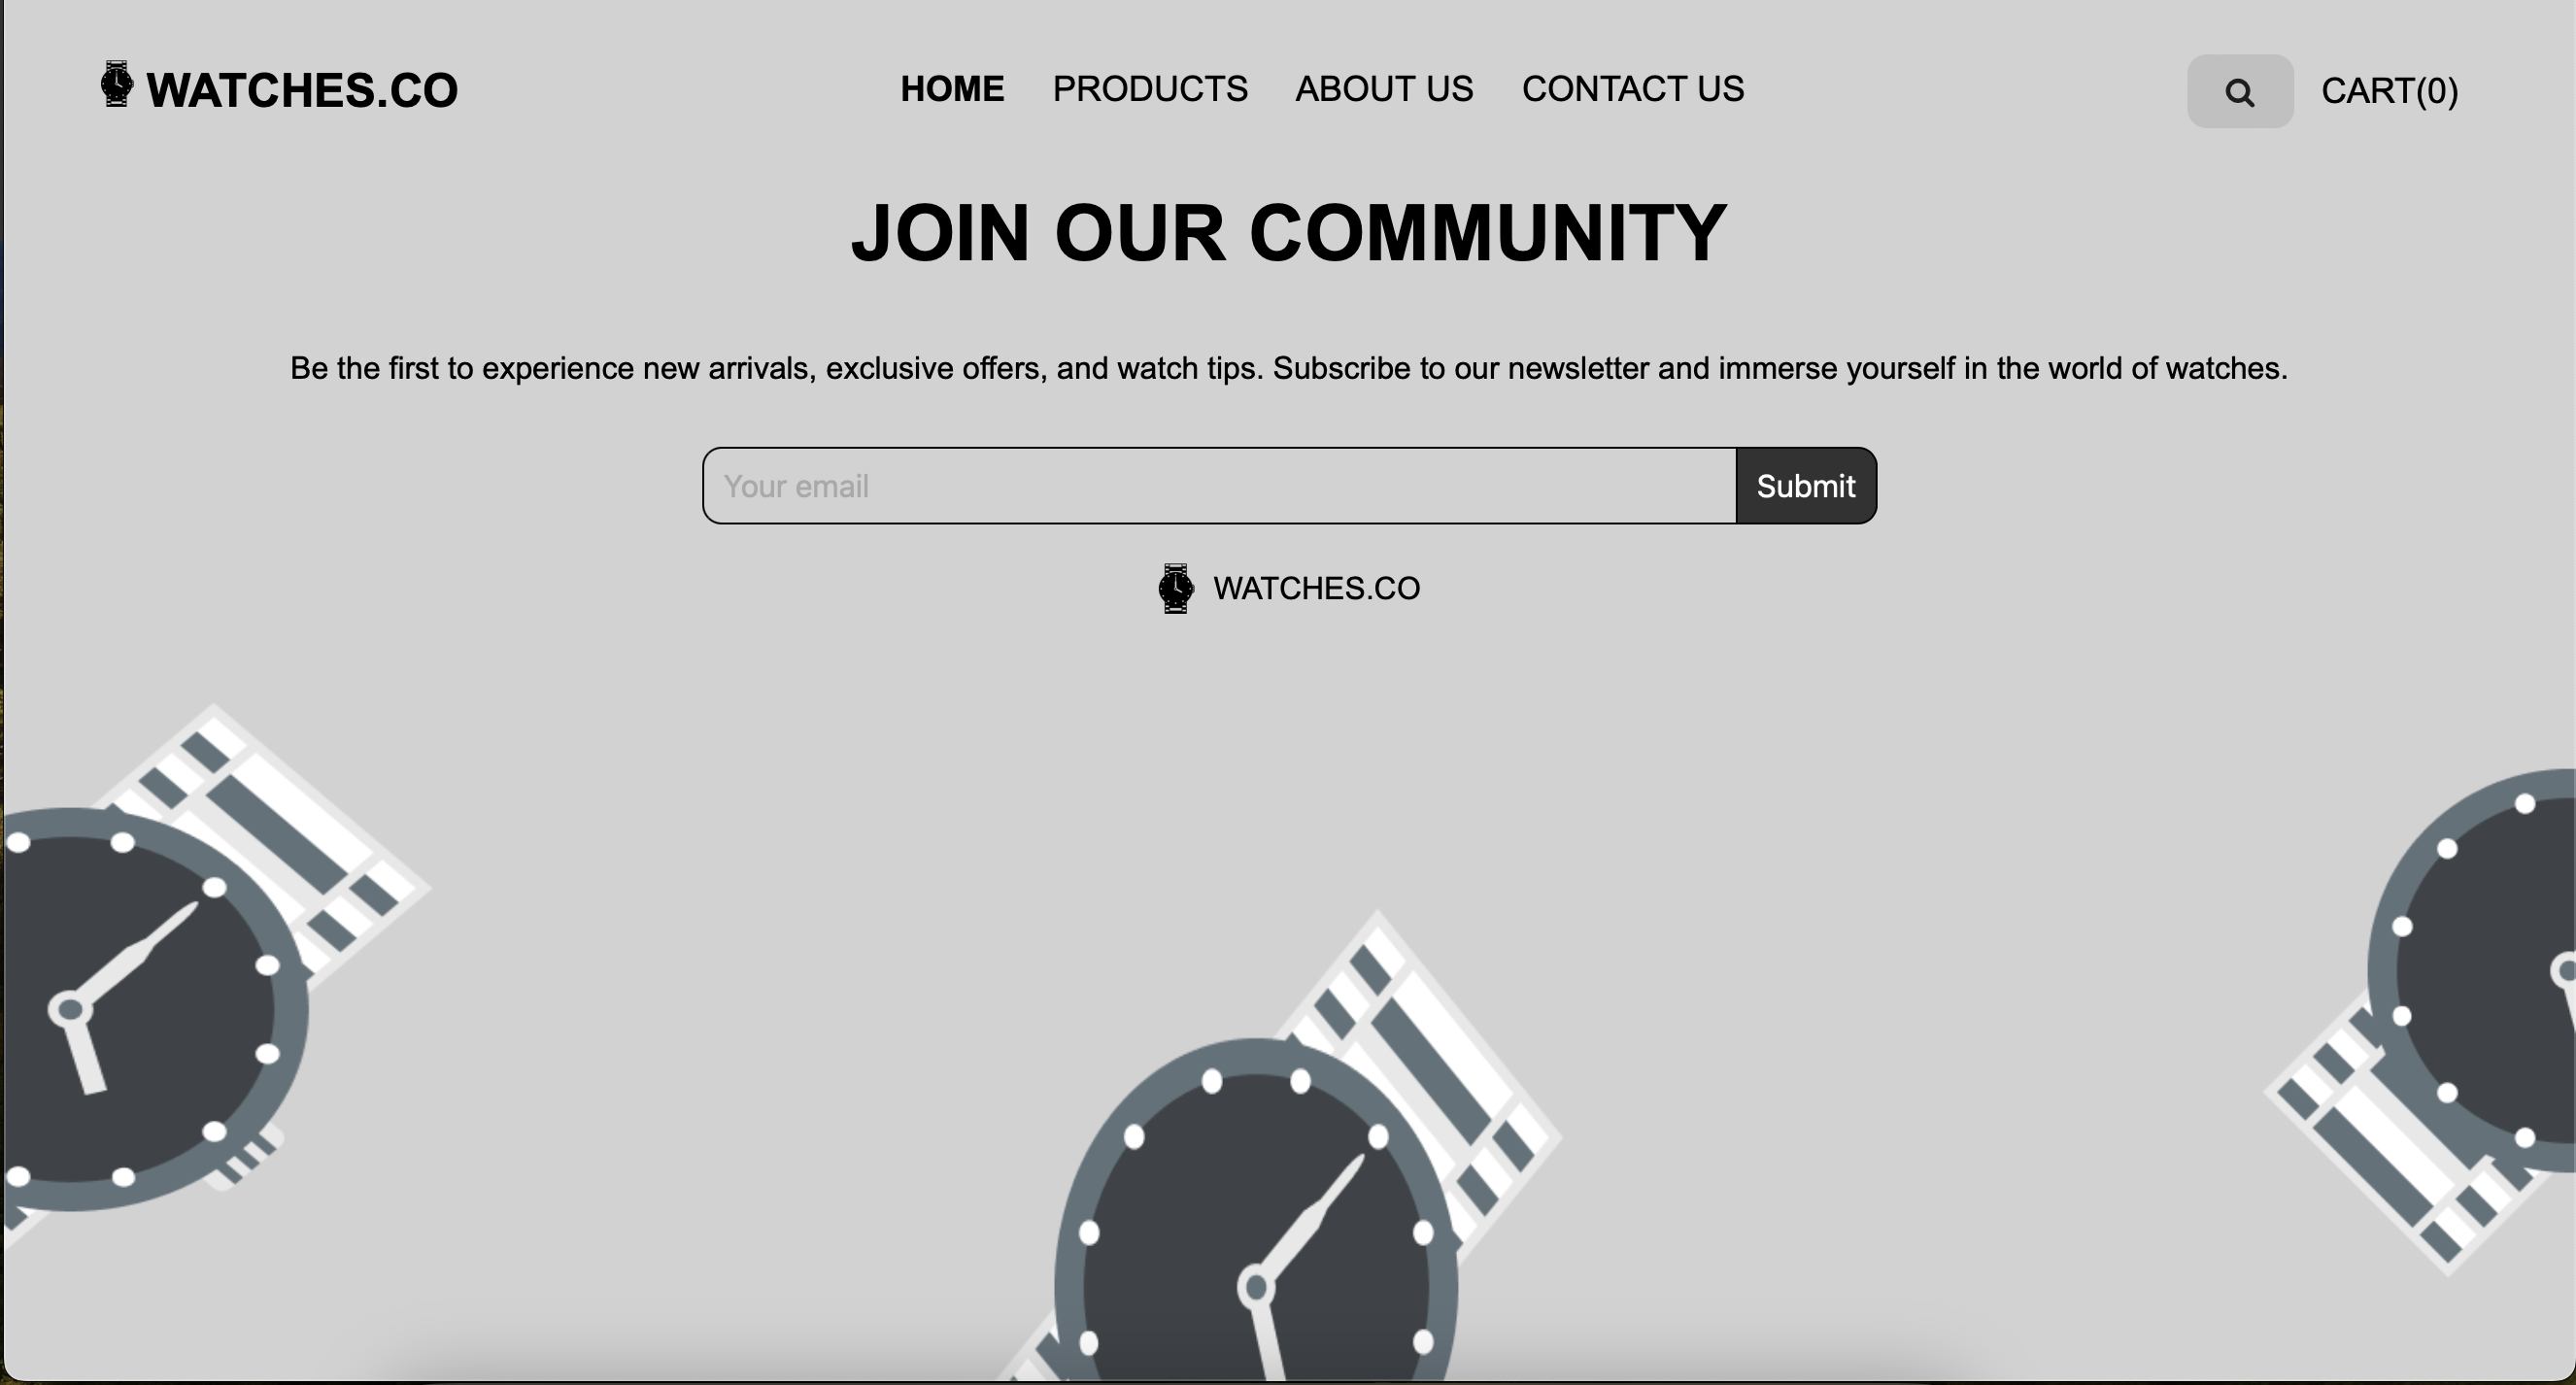 WATCHES.CO
HOME PRODUCTS ABOUT US CONTACT US
CART(0)
JOIN OUR COMMUNITY
Be the first to experience new arrivals, exclusive offers, and watch tips. Subscribe to our newsletter and immerse yourself in the world of watches.
Your email
Submit
WATCHES.CO